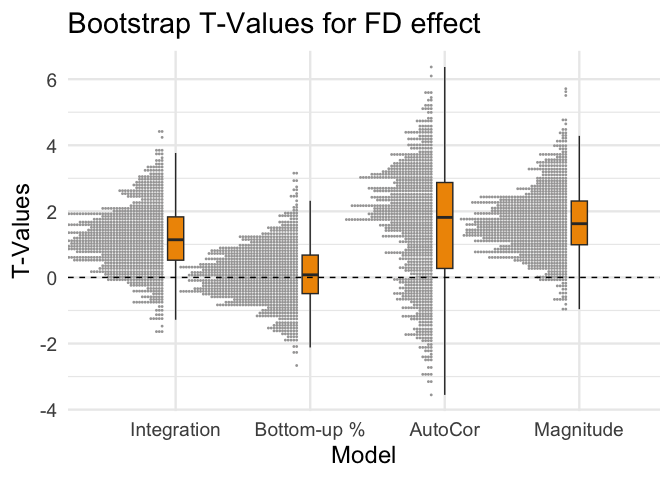 Bootstrap T-Values for FD effect
T-Values
6
4
2
0
-2
-4
Integration
Bottom-up %
AutoCor
Magnitude
Model